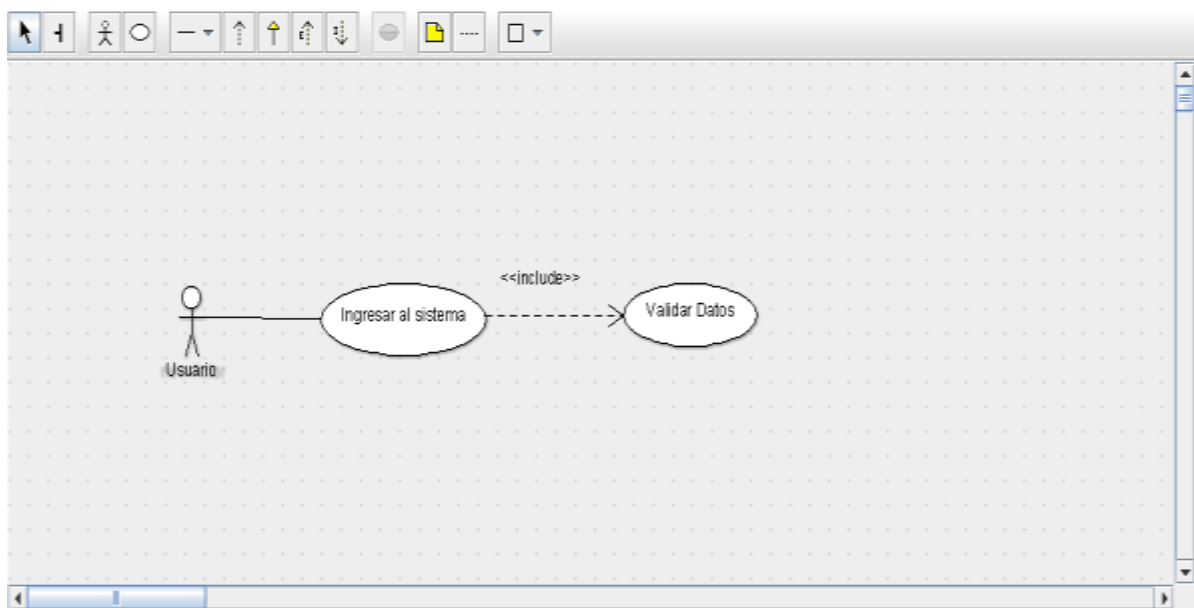 <<include>>
Ingresar al sistema
Validar Datos
Usuario